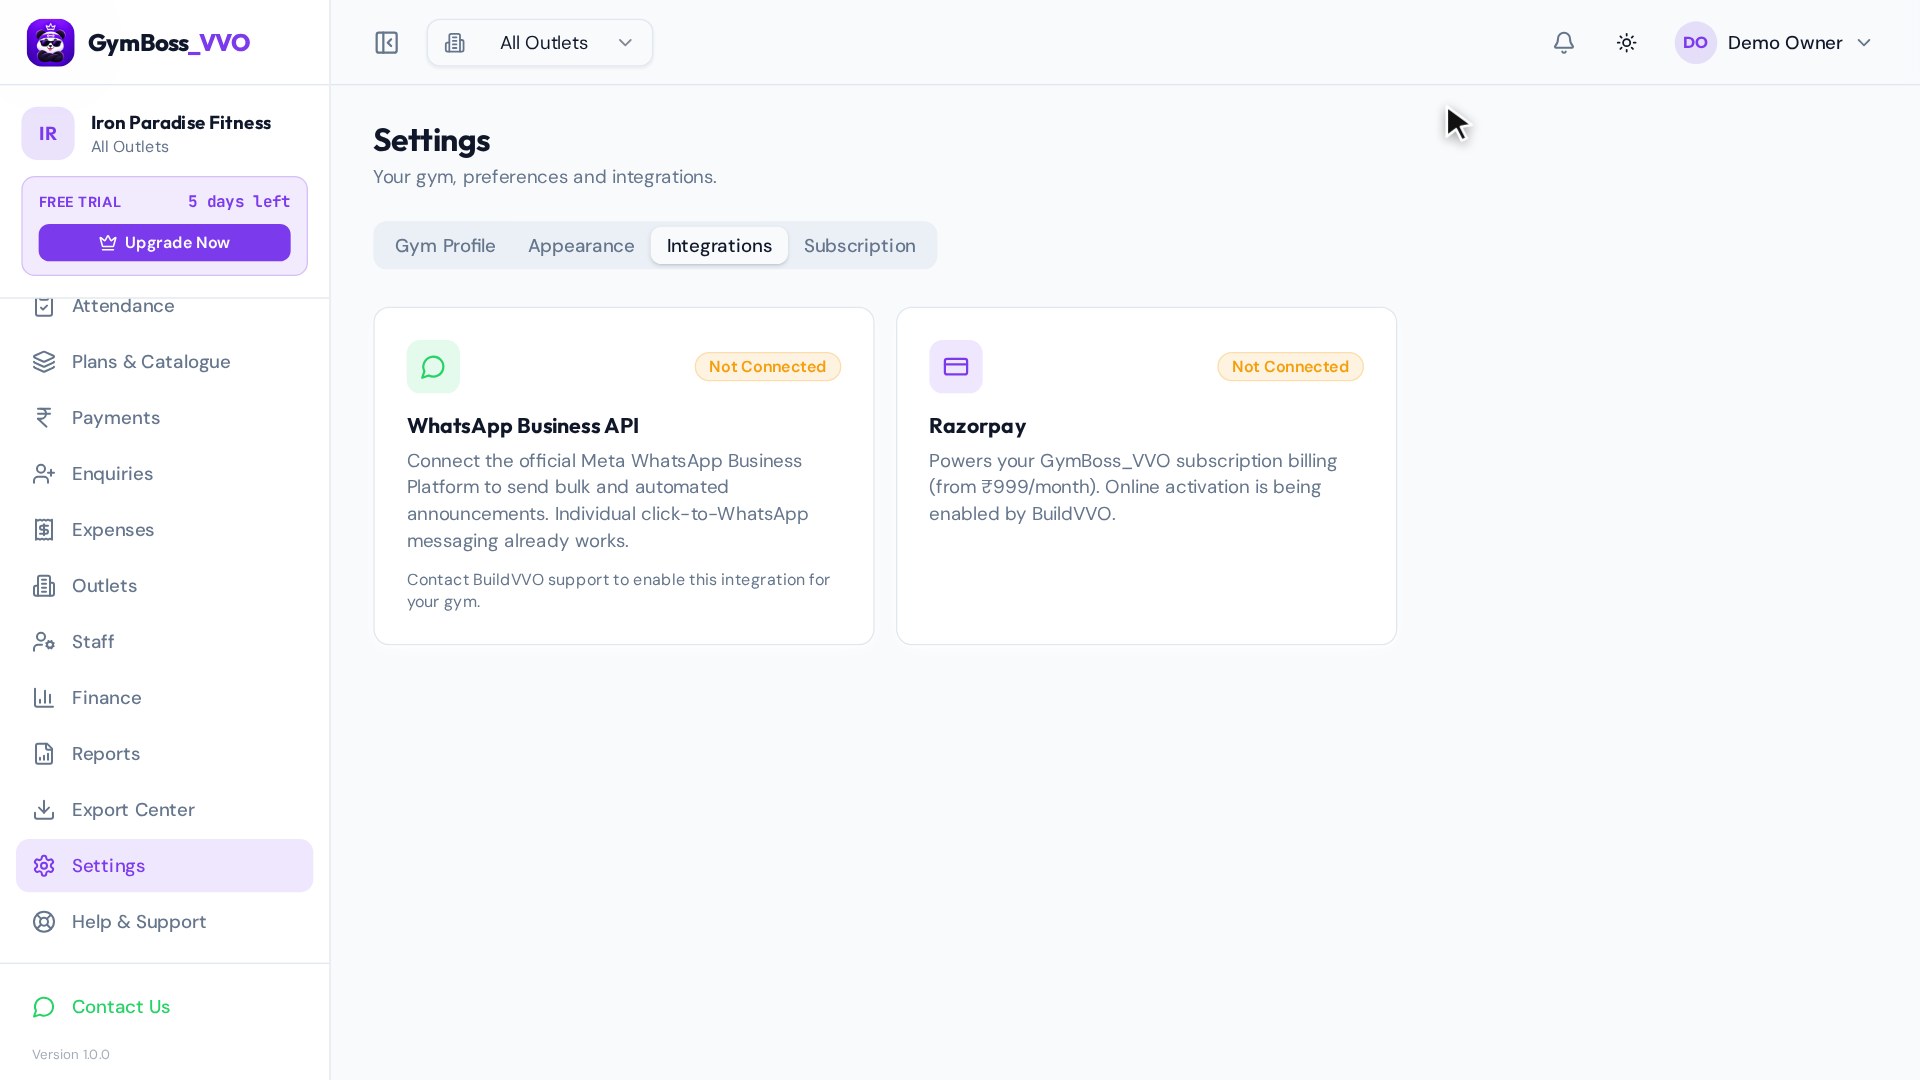 GymBoss_VVO
All Outlets
DO
Demo Owner
IR
Iron Paradise Fitness
All Outlets
FREE TRIAL
5 days left
Upgrade Now
Attendance
Plans & Catalogue
Payments
Enquiries
Expenses
Outlets
Staff
Finance
Reports
Export Center
Settings
Help & Support
Contact Us
Version 1.0.0
Settings
Your gym, preferences and integrations.
Gym Profile
Appearance
Integrations
Subscription
Not Connected
WhatsApp Business API
Connect the official Meta WhatsApp Business
Platform to send bulk and automated
announcements. Individual click-to-WhatsApp
messaging already works.
Contact BuildVVO support to enable this integration for
your gym.
Not Connected
Razorpay
Powers your GymBoss_VVO subscription billing
(from ₹999/month). Online activation is being
enabled by BuildVVO.